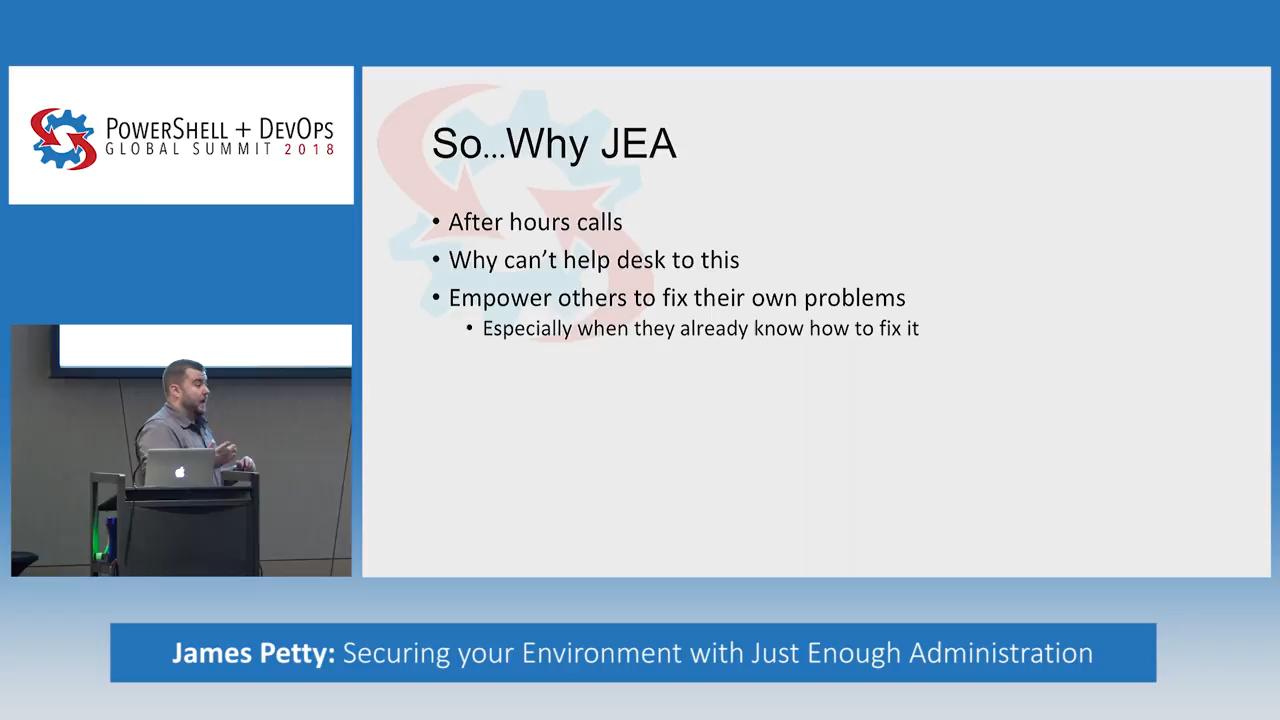 POWERSHELL + DEVOPS
GLOBAL SUMMIT 2018
So...Why JEA
• After hours calls
• Why can’t help desk to this
• Empower others to fix their own problems
• Especially when they already know how to fix it
James Petty: Securing your Environment with Just Enough Administration